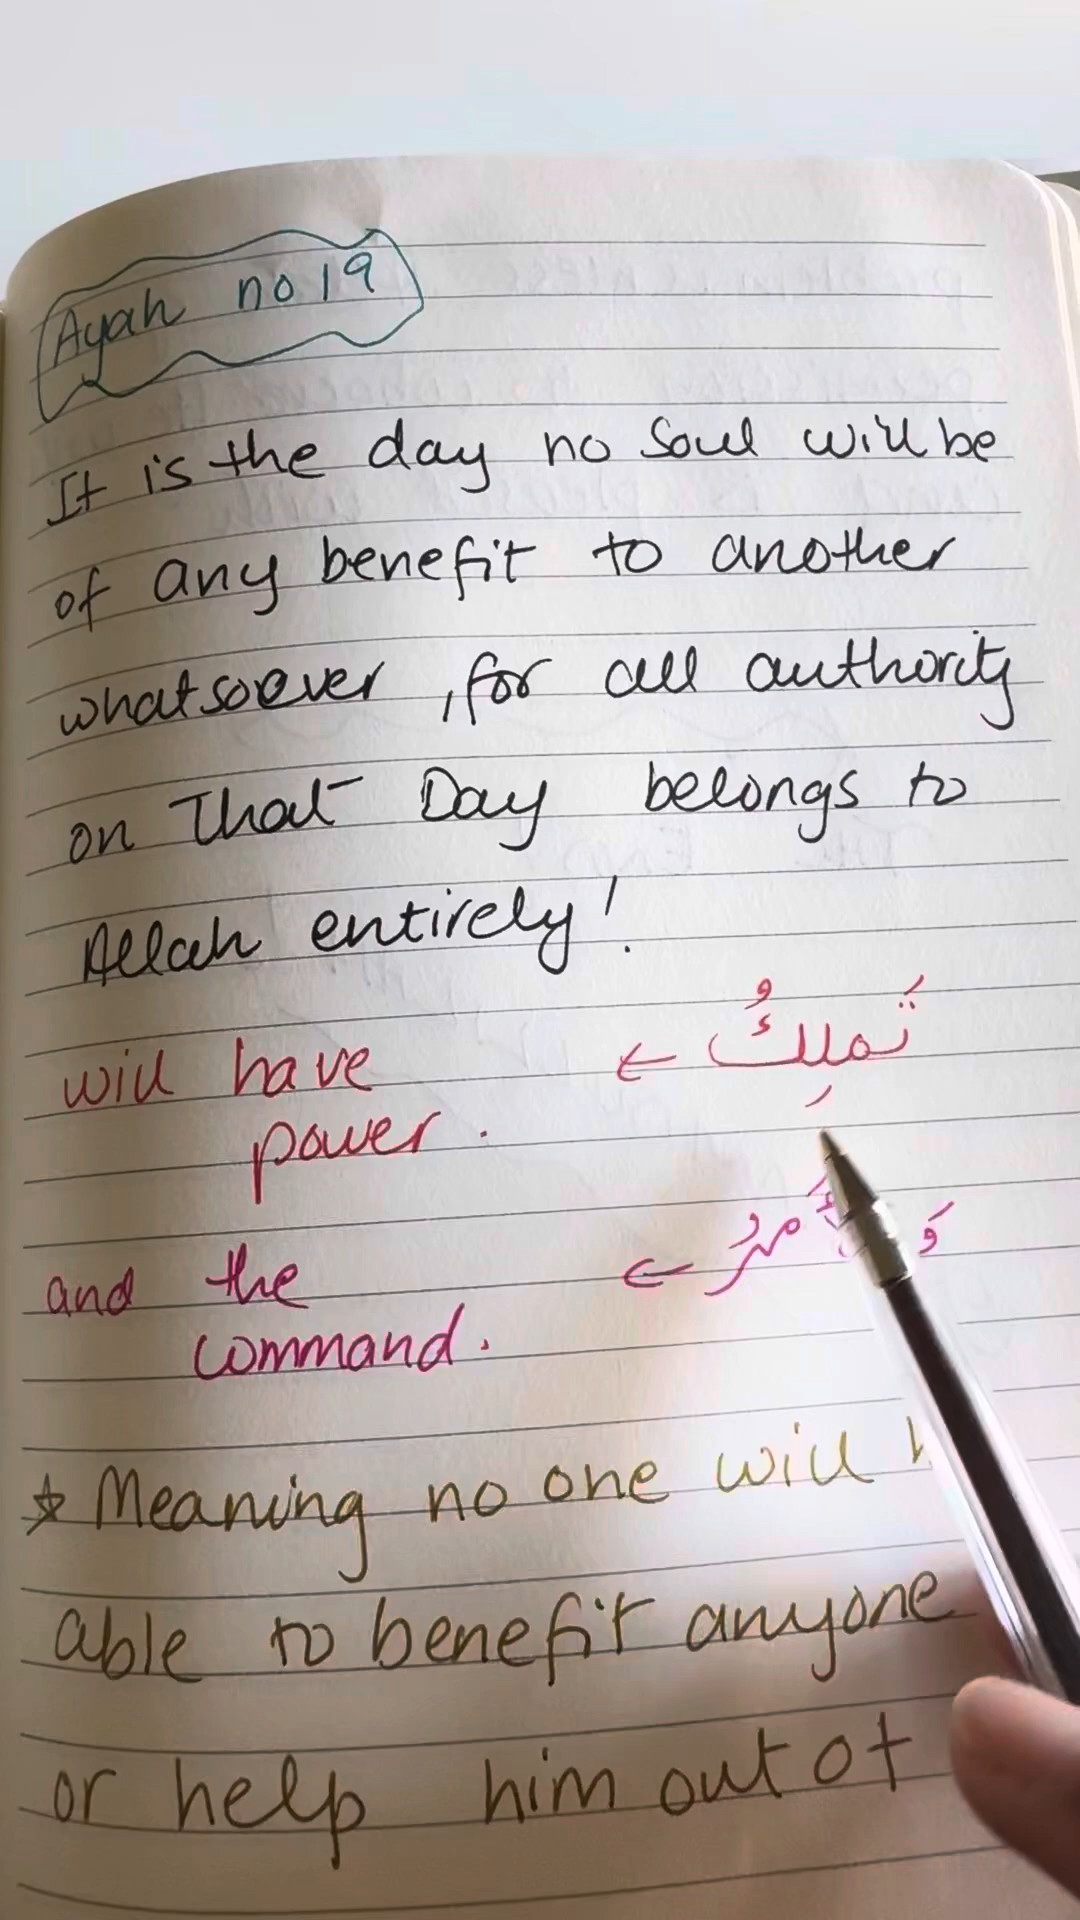 Ayah no 19
It is the day no Soul will be
of any benefit to another
whatsoever, for all authority
on That Day belongs to
Allah entirely!
will have ← تَملِكُ
power.
and the ←
command.
☆ Meaning no one will
able to benefit anyone
or help him out of